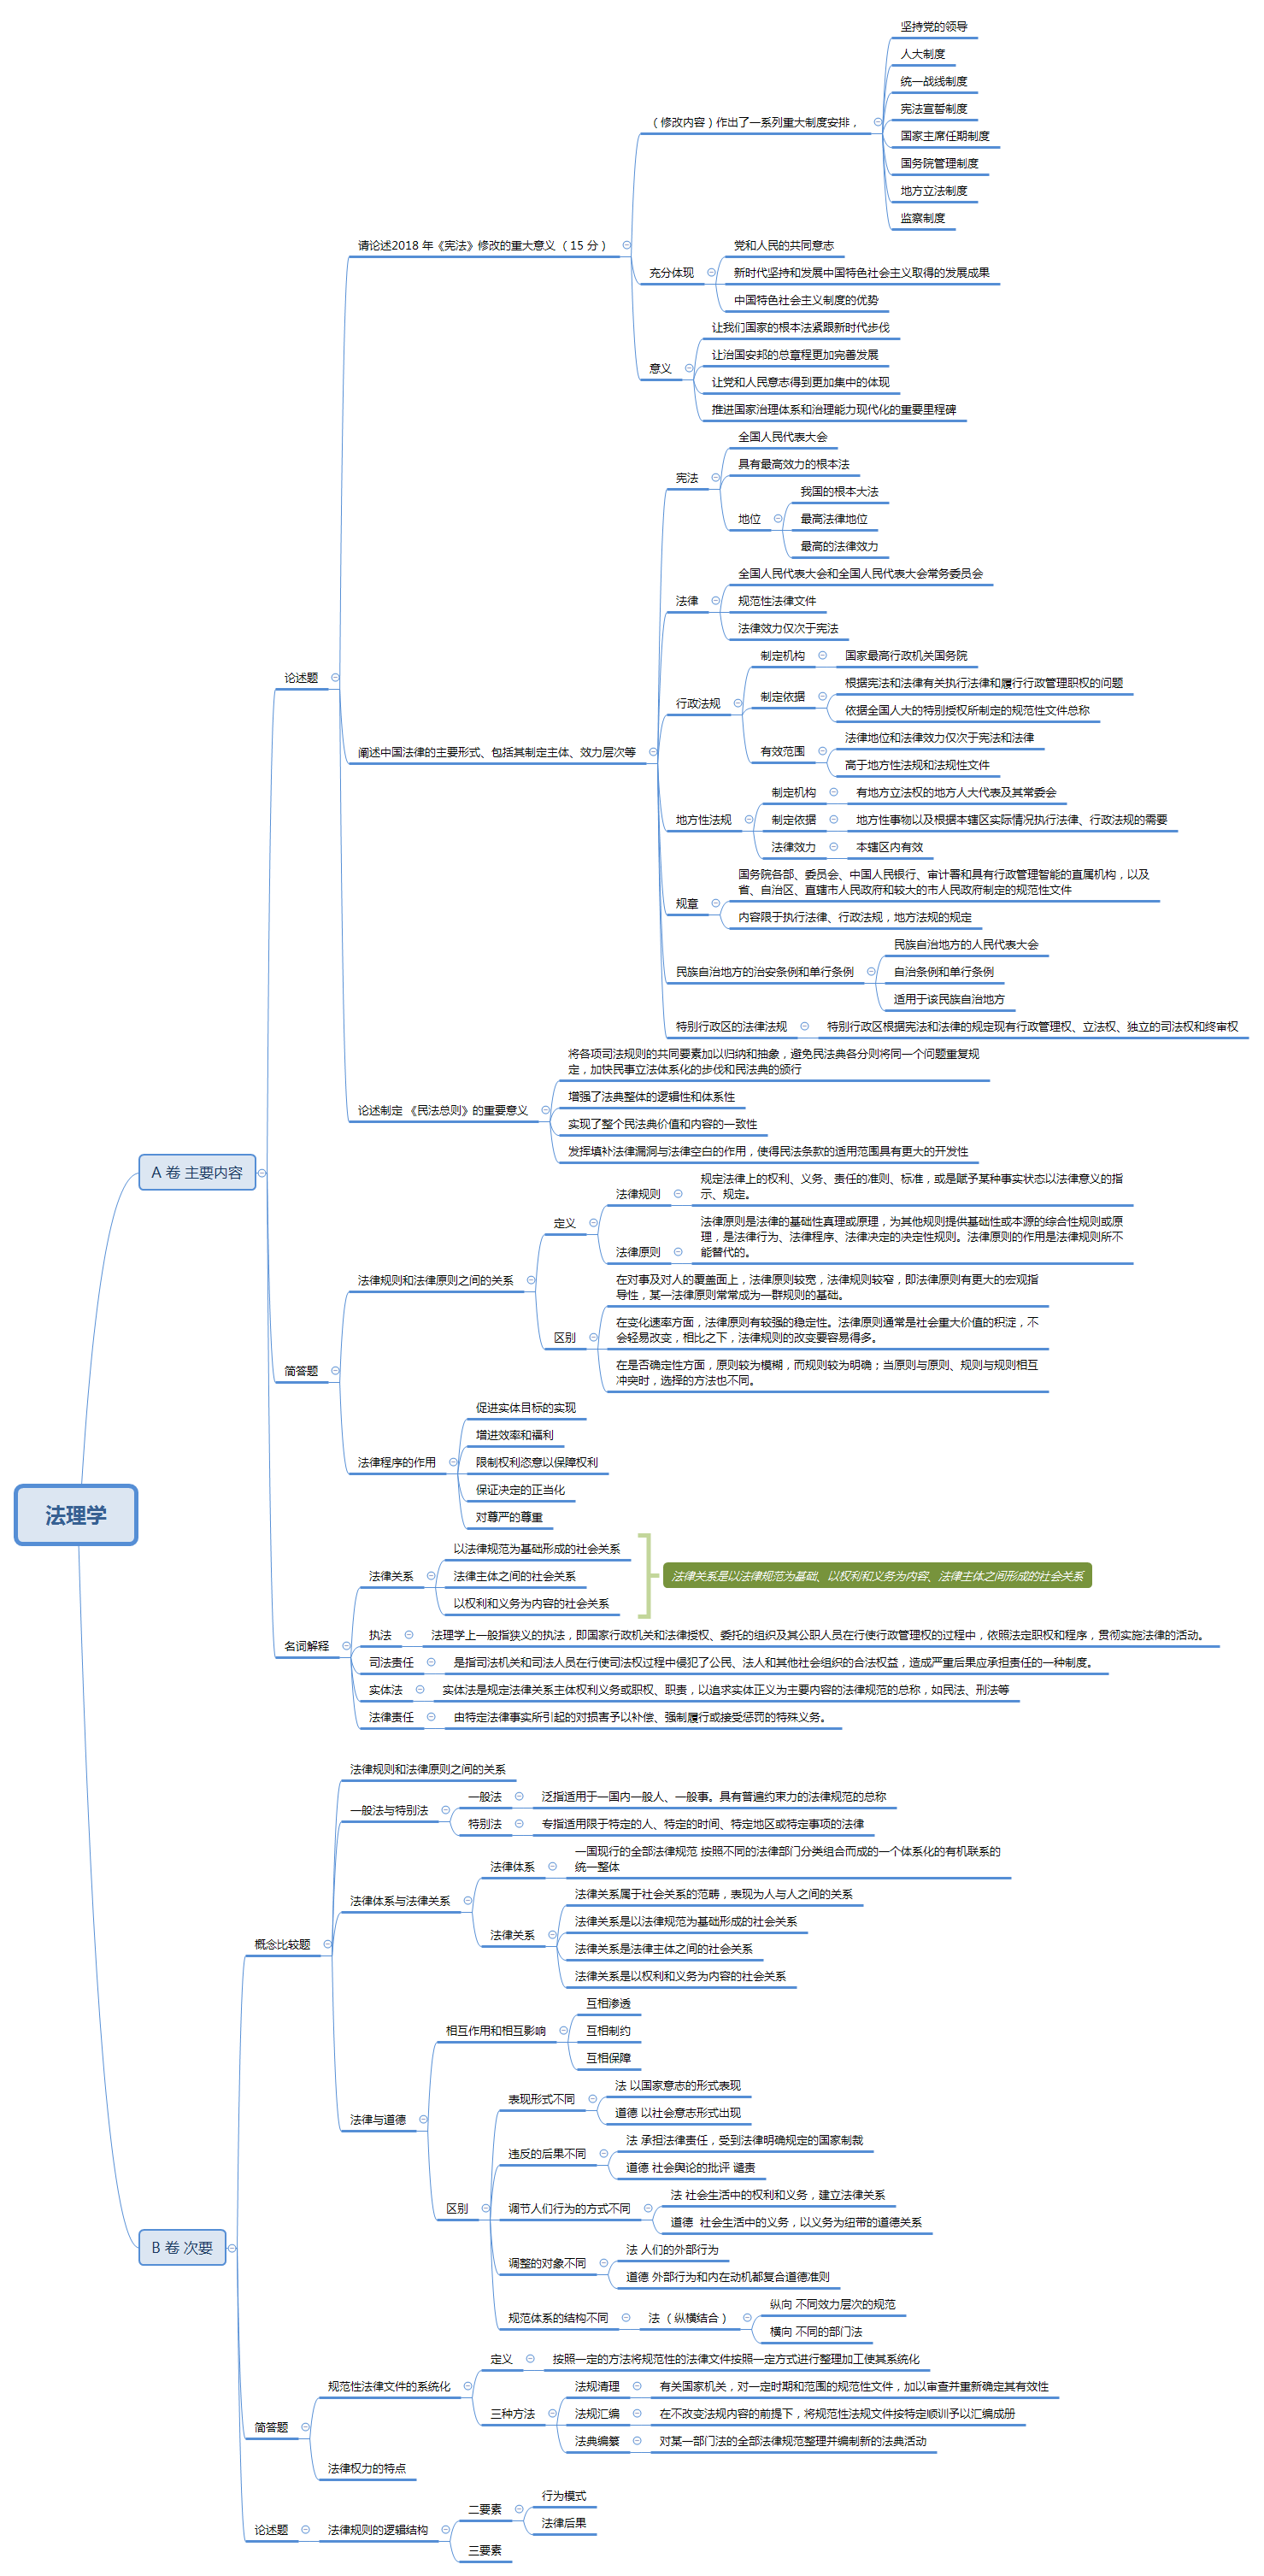 法理学
A 卷 主要内容
论述题
请论述2018 年《宪法》修改的重大意义 （ 15 分 ）
（ 修改内容 ）作出了一系列重大制度安排，
坚持党的领导
人大制度
统一战线制度
宪法宣誓制度
国家主席任期制度
国务院管理制度
地方立法制度
监察制度
充分体现
党和人民的共同意志
新时代坚持和发展中国特色社会主义取得的发展成果
中国特色社会主义制度的优势
意义
让我们国家的根本法紧跟新时代步伐
让治国安邦的总章程更加完善发展
让党和人民意志得到更加集中的体现
推进国家治理体系和治理能力现代化的重要里程碑
阐述中国法律的主要形式、包括其制定主体、效力层次等
宪法
全国人民代表大会
具有最高效力的根本法
地位
我国的根本大法
最高法律地位
最高的法律效力
法律
全国人民代表大会和全国人民代表大会常务委员会
规范性法律文件
法律效力仅次于宪法
行政法规
制定机构
国家最高行政机关国务院
制定依据
根据宪法和法律有关执行法律和履行行政管理职权的问题
依据全国人大的特别授权所制定的规范性文件总称
有效范围
法律地位和法律效力仅次于宪法和法律
高于地方性法规和法规性文件
地方性法规
制定机构
有地方立法权的地方人大代表及其常委会
制定依据
地方性事物以及根据本辖区实际情况执行法律、行政法规的需要
法律效力
本辖区内有效
规章
国务院各部、委员会、中国人民银行、审计署和具有行政管理智能的直属机构，以及
省、自治区、直辖市人民政府和较大的市人民政府制定的规范性文件
内容限于执行法律、行政法规，地方法规的规定
民族自治地方的治安条例和单行条例
民族自治地方的人民代表大会
自治条例和单行条例
适用于该民族自治地方
特别行政区的法律法规
特别行政区根据宪法和法律的规定现有行政管理权、立法权、独立的司法权和终审权
论述制定 《民法总则》的重要意义
将各项司法规则的共同要素加以归纳和抽象，避免民法典各分则将同一个问题重复规
定，加快民事立法体系化的步伐和民法典的颁行
增强了法典整体的逻辑性和体系性
实现了整个民法典价值和内容的一致性
发挥填补法律漏洞与法律空白的作用，使得民法条款的适用范围具有更大的开发性
简答题
法律规则和法律原则之间的关系
定义
法律规则
规定法律上的权利、义务、责任的准则、标准，或是赋予某种事实状态以法律意义的指
示、规定。
法律原则
法律原则是法律的基础性真理或原理，为其他规则提供基础性或本源的综合性规则或原
理，是法律行为、法律程序、法律决定的决定性规则。法律原则的作用是法律规则所不
能替代的。
区别
在对事及对人的覆盖面上，法律原则较宽，法律规则较窄，即法律原则有更大的宏观指
导性，某一法律原则常常成为一群规则的基础。
在变化速率方面，法律原则有较强的稳定性。法律原则通常是社会重大价值的积淀，不
会轻易改变，相比之下，法律规则的改变要容易得多。
在是否确定性方面，原则较为模糊，而规则较为明确；当原则与原则、规则与规则相互
冲突时，选择的方法也不同。
法律程序的作用
促进实体目标的实现
增进效率和福利
限制权利恣意以保障权利
保证决定的正当化
对尊严的尊重
名词解释
法律关系
以法律规范为基础形成的社会关系
法律主体之间的社会关系
以权利和义务为内容的社会关系
法律关系是以法律规范为基础、以权利和义务为内容、法律主体之间形成的社会关系
执法
法理学上一般指狭义的执法，即国家行政机关和法律授权、委托的组织及其公职人员在行使行政管理权的过程中，依照法定职权和程序，贯彻实施法律的活动。
司法责任
是指司法机关和司法人员在行使司法权过程中侵犯了公民、法人和其他社会组织的合法权益，造成严重后果应承担责任的一种制度。
实体法
实体法是规定法律关系主体权利义务或职权、职责，以追求实体正义为主要内容的法律规范的总称，如民法、刑法等
法律责任
由特定法律事实所引起的对损害予以补偿、强制履行或接受惩罚的特殊义务。
B 卷 次要
概念比较题
法律规则和法律原则之间的关系
一般法与特别法
一般法
泛指适用于一国内一般人、一般事。具有普遍约束力的法律规范的总称
特别法
专指适用限于特定的人、特定的时间、特定地区或特定事项的法律
法律体系与法律关系
法律体系
一国现行的全部法律规范 按照不同的法律部门分类组合而成的一个体系化的有机联系的
统一整体
法律关系
法律关系属于社会关系的范畴，表现为人与人之间的关系
法律关系是以法律规范为基础形成的社会关系
法律关系是法律主体之间的社会关系
法律关系是以权利和义务为内容的社会关系
法律与道德
相互作用和相互影响
互相渗透
互相制约
互相保障
区别
表现形式不同
法 以国家意志的形式表现
道德 以社会意志形式出现
违反的后果不同
法 承担法律责任，受到法律明确规定的国家制裁
道德 社会舆论的批评 谴责
调节人们行为的方式不同
法 社会生活中的权利和义务，建立法律关系
道德  社会生活中的义务，以义务为纽带的道德关系
调整的对象不同
法 人们的外部行为
道德 外部行为和内在动机都复合道德准则
规范体系的结构不同
法 （ 纵横结合 ）
纵向 不同效力层次的规范
横向 不同的部门法
简答题
规范性法律文件的系统化
定义
按照一定的方法将规范性的法律文件按照一定方式进行整理加工使其系统化
三种方法
法规清理
有关国家机关，对一定时期和范围的规范性文件，加以审查并重新确定其有效性
法规汇编
在不改变法规内容的前提下，将规范性法规文件按特定顺训予以汇编成册
法典编纂
对某一部门法的全部法律规范整理并编制新的法典活动
法律权力的特点
论述题
法律规则的逻辑结构
二要素
行为模式
法律后果
三要素